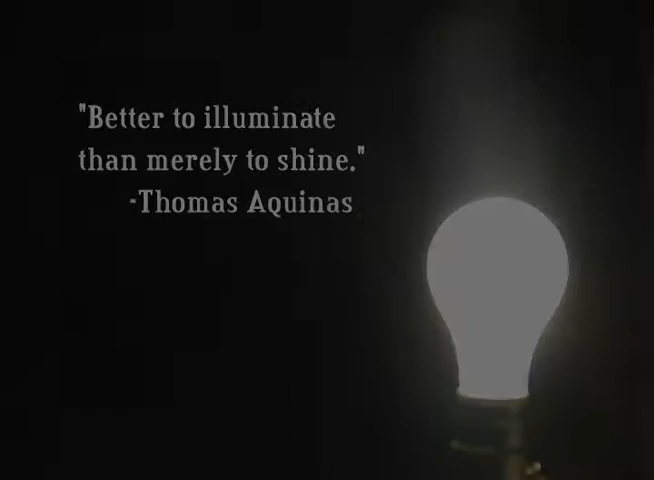 "Better to illuminate
than merely to shine."
-Thomas Aquinas